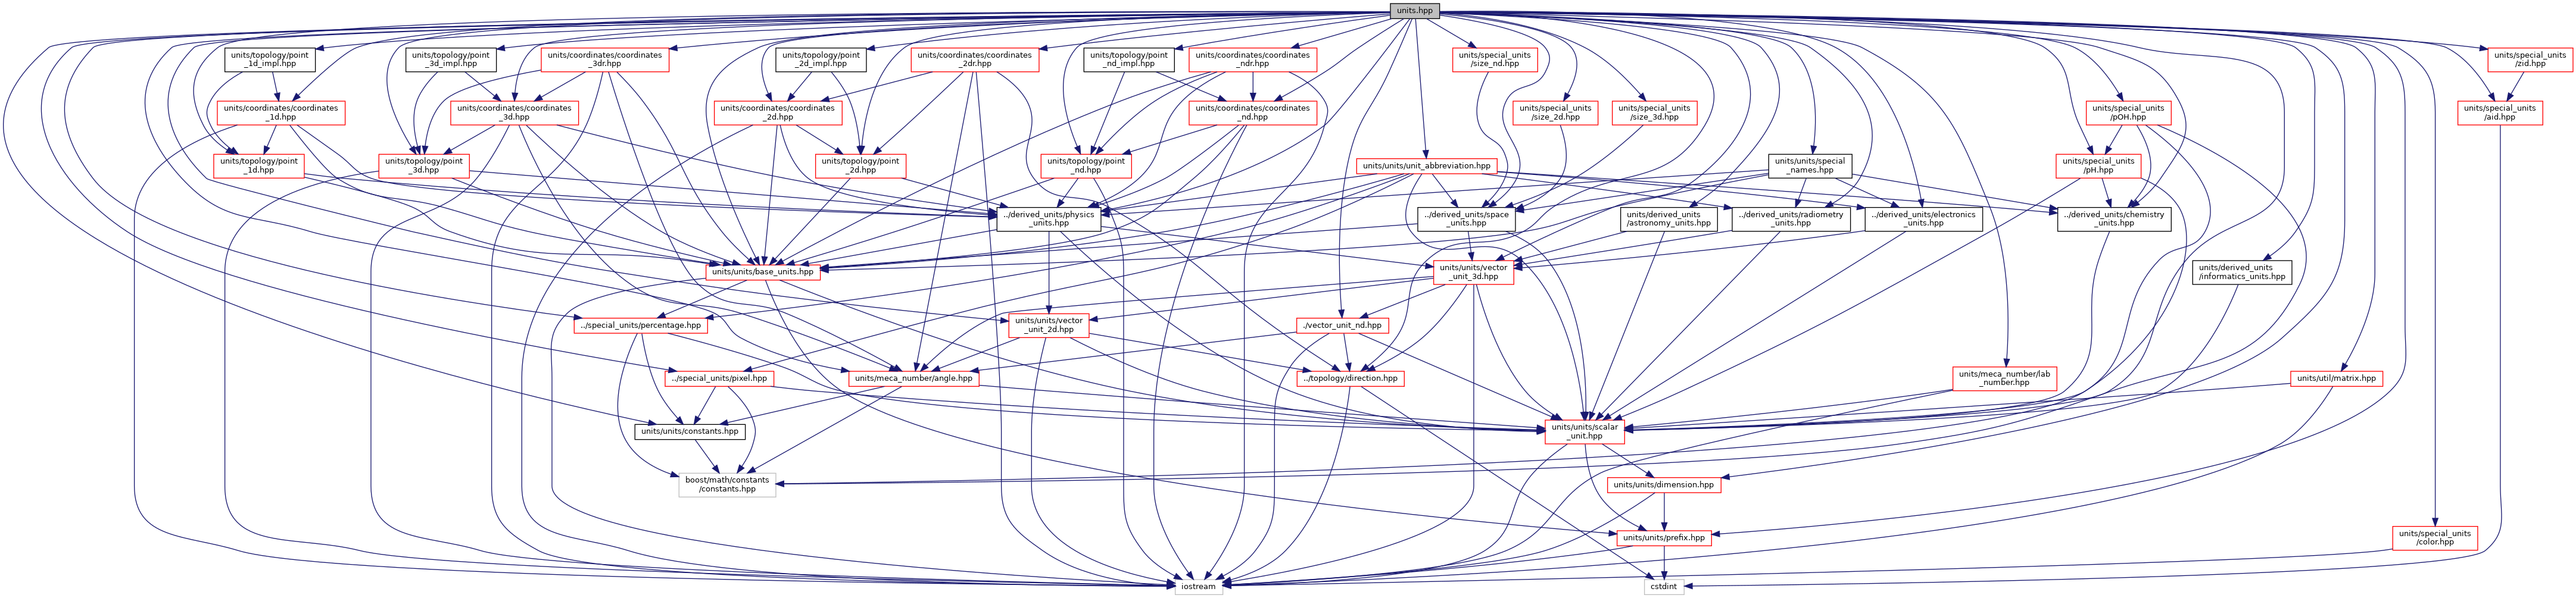 units.hpp
units/topology/point
_1d_impl.hpp
units/topology/point
_3d_impl.hpp
units/coordinates/coordinates
_3dr.hpp
units/topology/point
_2d_impl.hpp
units/coordinates/coordinates
_2dr.hpp
units/topology/point
_nd_impl.hpp
units/coordinates/coordinates
_ndr.hpp
units/special_units
/size_nd.hpp
units/special_units
/zid.hpp
units/coordinates/coordinates
_1d.hpp
units/coordinates/coordinates
_3d.hpp
units/coordinates/coordinates
_2d.hpp
units/coordinates/coordinates
_nd.hpp
units/special_units
/size_2d.hpp
units/special_units
/size_3d.hpp
units/special_units
/pOH.hpp
units/special_units
/aid.hpp
units/topology/point
_1d.hpp
units/topology/point
_3d.hpp
units/topology/point
_2d.hpp
units/topology/point
_nd.hpp
units/units/unit_abbreviation.hpp
units/units/special
_names.hpp
units/special_units
/pH.hpp
../derived_units/physics
_units.hpp
../derived_units/space
_units.hpp
units/derived_units
/astronomy_units.hpp
../derived_units/radiometry
_units.hpp
../derived_units/electronics
_units.hpp
../derived_units/chemistry
_units.hpp
units/units/base_units.hpp
units/units/vector
_unit_3d.hpp
units/derived_units
/informatics_units.hpp
../special_units/percentage.hpp
units/units/vector
_unit_2d.hpp
./vector_unit_nd.hpp
../special_units/pixel.hpp
units/meca_number/angle.hpp
../topology/direction.hpp
units/meca_number/lab
_number.hpp
units/util/matrix.hpp
units/units/constants.hpp
units/units/scalar
_unit.hpp
boost/math/constants
/constants.hpp
units/units/dimension.hpp
units/units/prefix.hpp
units/special_units
/color.hpp
iostream
cstdint